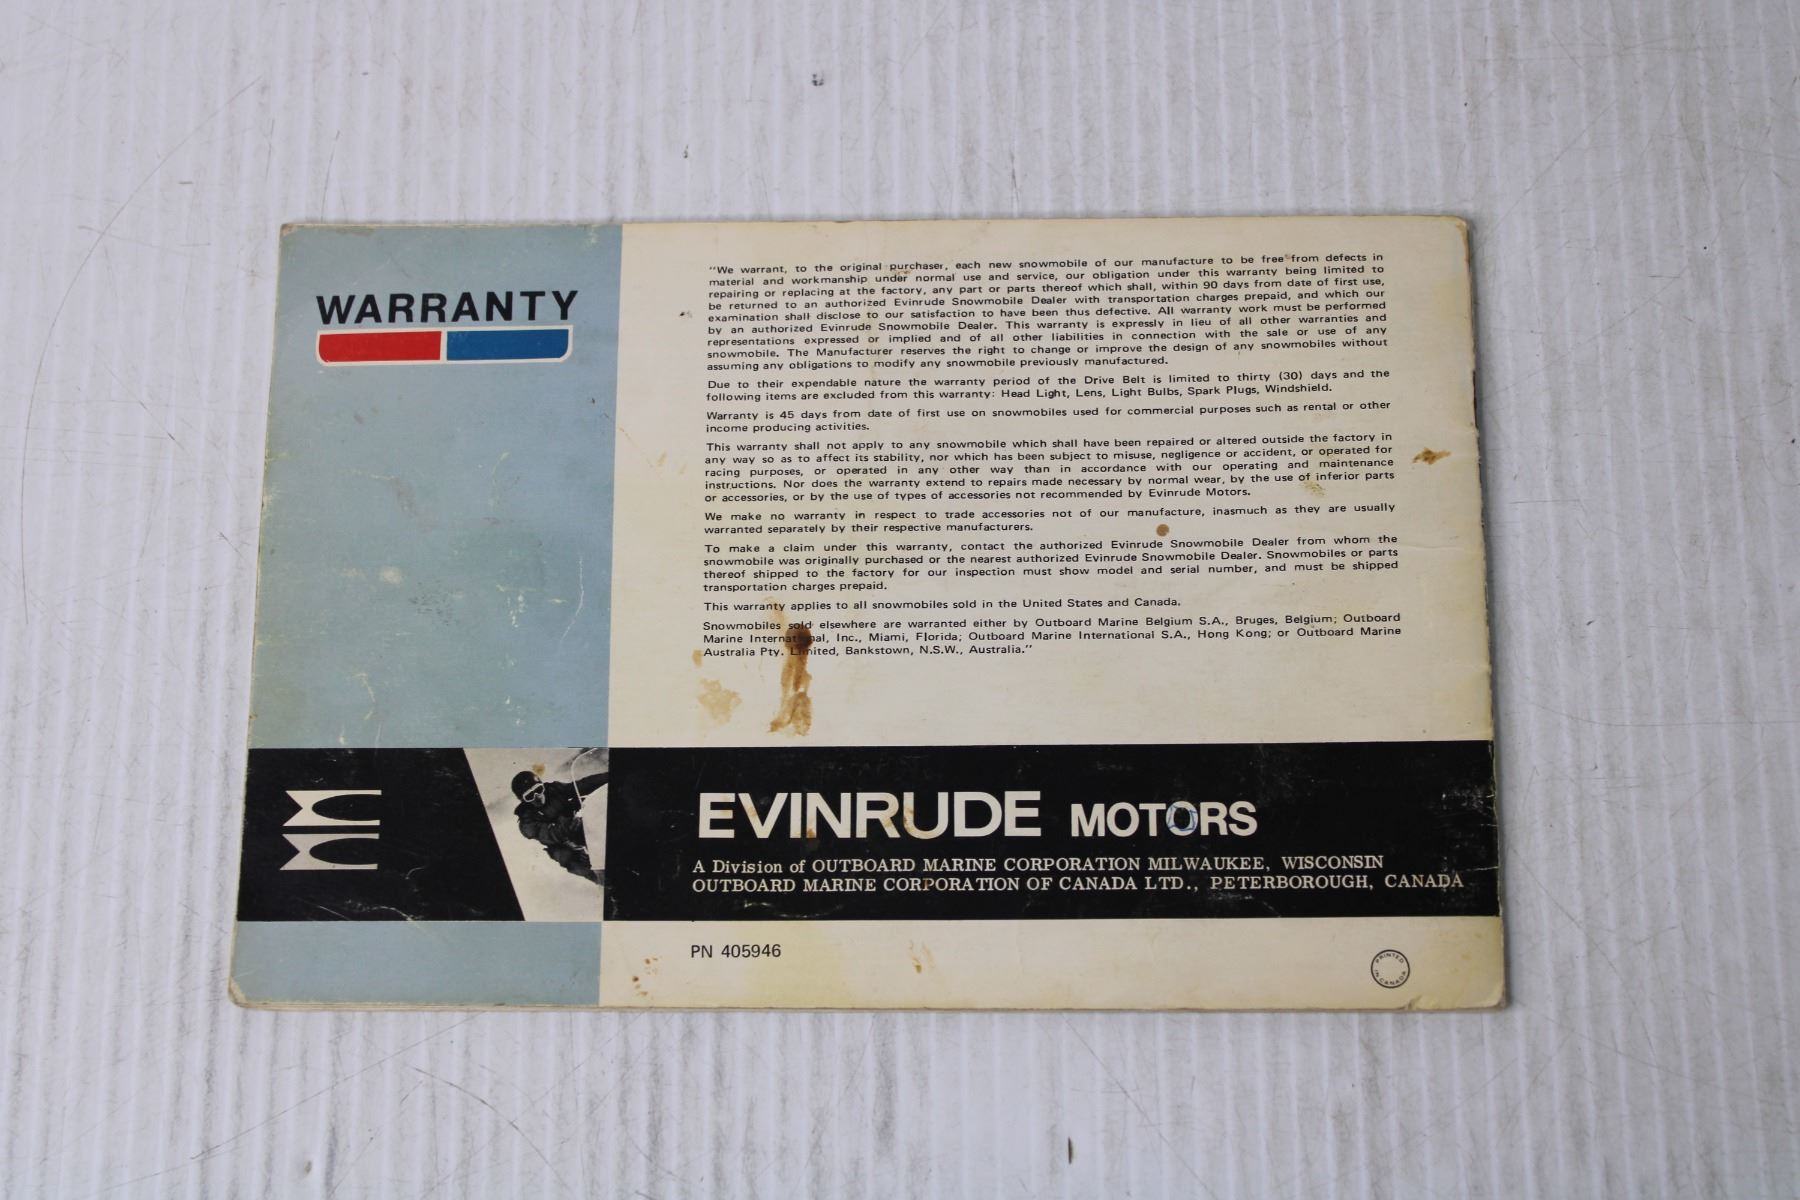 WARRANTY
"We warrant, to the original purchaser, each new snowmobile of our manufacture to be free from defects in
material and workmanship under normal use and service, our obligation under this warranty being limited to
repairing or replacing at the factory, any part or parts thereof which shall, within 90 days from date of first use,
be returned to an authorized Evinrude Snowmobile Dealer with transportation charges prepaid, and which our
examination shall disclose to our satisfaction to have been thus defective. All warranty work must be performed
by an authorized Evinrude Snowmobile Dealer. This warranty is expressly in lieu of all other warranties and
representations expressed or implied and of all other liabilities in connection with the sale or use of any
snowmobile. The Manufacturer reserves the right to change or improve the design of any snowmobiles without
assuming any obligations to modify any snowmobile previously manufactured.
Due to their expendable nature the warranty period of the Drive Belt is limited to thirty (30) days and the
following items are excluded from this warranty: Head Light, Lens, Light Bulbs, Spark Plugs, Windshield.
Warranty is 45 days from date of first use on snowmobiles used for commercial purposes such as rental or other
income producing activities.
This warranty shall not apply to any snowmobile which shall have been repaired or altered outside the factory in
any way so as to affect its stability, nor which has been subject to misuse, negligence or accident, or operated for
racing purposes, or operated in any other way than in accordance with our operating and maintenance
instructions. Nor does the warranty extend to repairs made necessary by normal wear, by the use of inferior parts
or accessories, or by the use of types of accessories not recommended by Evinrude Motors.
We make no warranty in respect to trade accessories not of our manufacture, inasmuch as they are usually
warranted separately by their respective manufacturers.
To make a claim under this warranty, contact the authorized Evinrude Snowmobile Dealer from whom the
snowmobile was originally purchased or the nearest authorized Evinrude Snowmobile Dealer. Snowmobiles or parts
thereof shipped to the factory for our inspection must show model and serial number, and must be shipped
transportation charges prepaid.
This warranty applies to all snowmobiles sold in the United States and Canada.
Snowmobiles sold elsewhere are warranted either by Outboard Marine Belgium S.A., Bruges, Belgium; Outboard
Marine International, Inc., Miami, Florida; Outboard Marine International S.A., Hong Kong; or Outboard Marine
Australia Pty. Limited, Bankstown, N.S.W., Australia."
EVINRUDE MOTORS
A Division of OUTBOARD MARINE CORPORATION MILWAUKEE, WISCONSIN
OUTBOARD MARINE CORPORATION OF CANADA LTD., PETERBOROUGH, CANADA
PN 405946
PRINTED IN CANADA